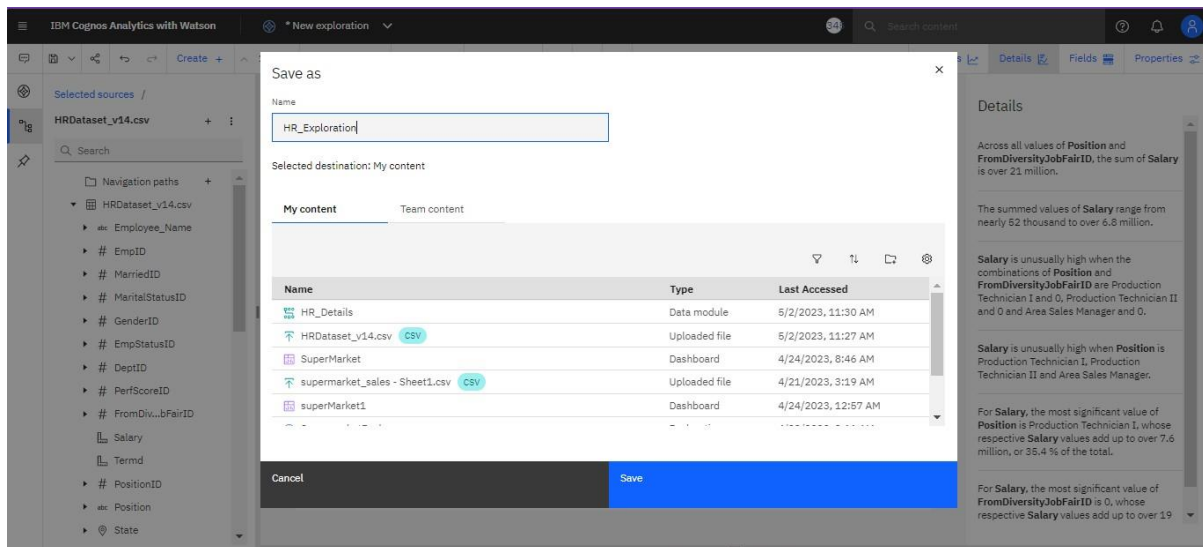 IBM Cognos Analytics with Watson
* New exploration
34
Search content
Create +
Details
Fields
Properties
Selected sources /
HRDataset_v14.csv
Search
Navigation paths
HRDataset_v14.csv
abc Employee_Name
# EmpID
# MarriedID
# MaritalStatusID
# GenderID
# EmpStatusID
# DeptID
# PerfScoreID
# FromDiv...bFairID
Salary
Termd
# PositionID
abc Position
State
Save as
Name
HR_Exploration
Selected destination: My content
My content Team content
Name Type Last Accessed
HR_Details Data module 5/2/2023, 11:30 AM
HRDataset_v14.csv CSV Uploaded file 5/2/2023, 11:27 AM
SuperMarket Dashboard 4/24/2023, 8:46 AM
supermarket_sales - Sheet1.csv CSV Uploaded file 4/21/2023, 3:19 AM
superMarket1 Dashboard 4/24/2023, 12:57 AM
Cancel
Save
Details
Across all values of Position and
FromDiversityJobFairID, the sum of Salary
is over 21 million.
The summed values of Salary range from
nearly 52 thousand to over 6.8 million.
Salary is unusually high when the
combinations of Position and
FromDiversityJobFairID are Production
Technician I and 0, Production Technician II
and 0 and Area Sales Manager and 0.
Salary is unusually high when Position is
Production Technician I, Production
Technician II and Area Sales Manager.
For Salary, the most significant value of
Position is Production Technician I, whose
respective Salary values add up to over 7.6
million, or 35.4 % of the total.
For Salary, the most significant value of
FromDiversityJobFairID is 0, whose
respective Salary values add up to over 19